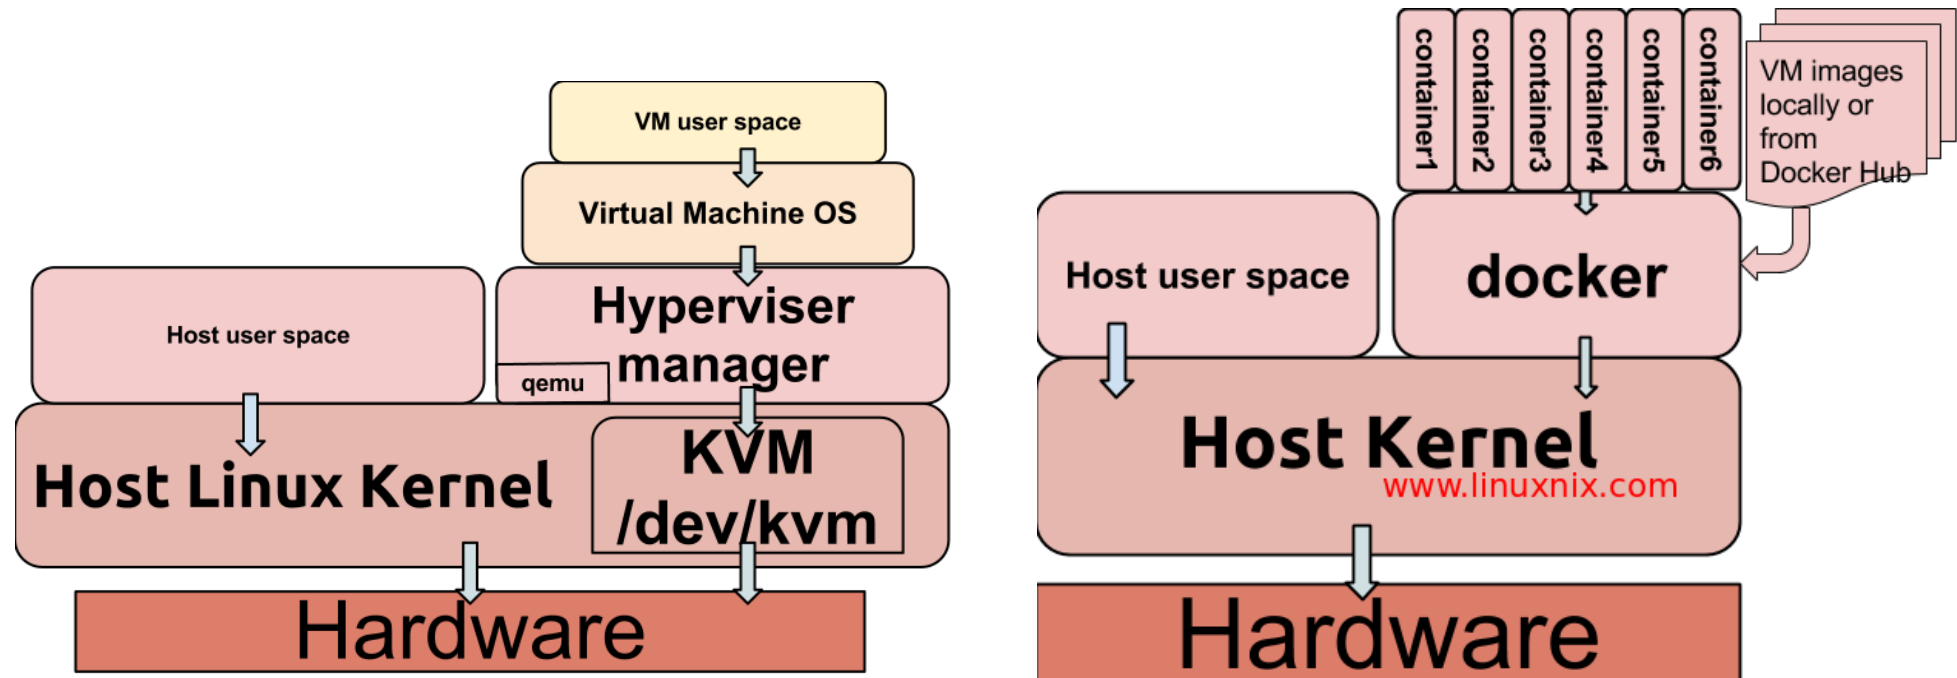 VM user space
Virtual Machine OS
Host user space
Hyperviser
manager
qemu
Host Linux Kernel
KVM
/dev/kvm
Hardware
container1
container2
container3
container4
container5
container6
VM images
locally or
from
Docker Hub
Host user space
docker
Host Kernel
www.linuxnix.com
Hardware